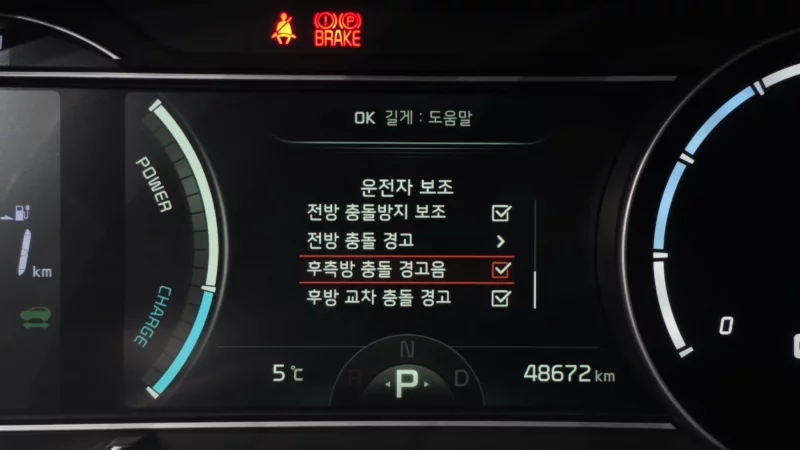 BRAKE
OK 길게 : 도움말
운전자 보조
전방 충돌방지 보조
전방 충돌 경고
후측방 충돌 경고음
후방 교차 충돌 경고
POWER
CHARGE
km
0
N
R P D
5℃
48672 km